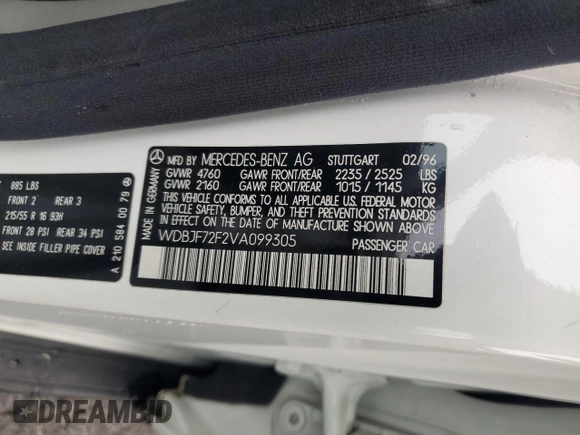 885 LBS
FRONT 2 REAR 3
215/55 R 16 93H
FRONT 28 PSI REAR 34 PSI
SEE INSIDE FILLER PIPE COVER
A 210 584 00 79
MADE IN GERMANY
MFD BY MERCEDES-BENZ AG STUTTGART 02/96
GVWR 4760 GAWR FRONT/REAR 2235 / 2525 LBS
GVWR 2160 GAWR FRONT/REAR 1015 / 1145 KG
THIS VEHICLE CONFORMS TO ALL APPLICABLE U.S. FEDERAL MOTOR VEHICLE
SAFETY, BUMPER, AND THEFT PREVENTION STANDARDS IN
EFFECT ON THE DATE OF MANUFACTURE SHOWN ABOVE
WDBJF72F2VA099305 PASSENGER CAR
DREAMBID